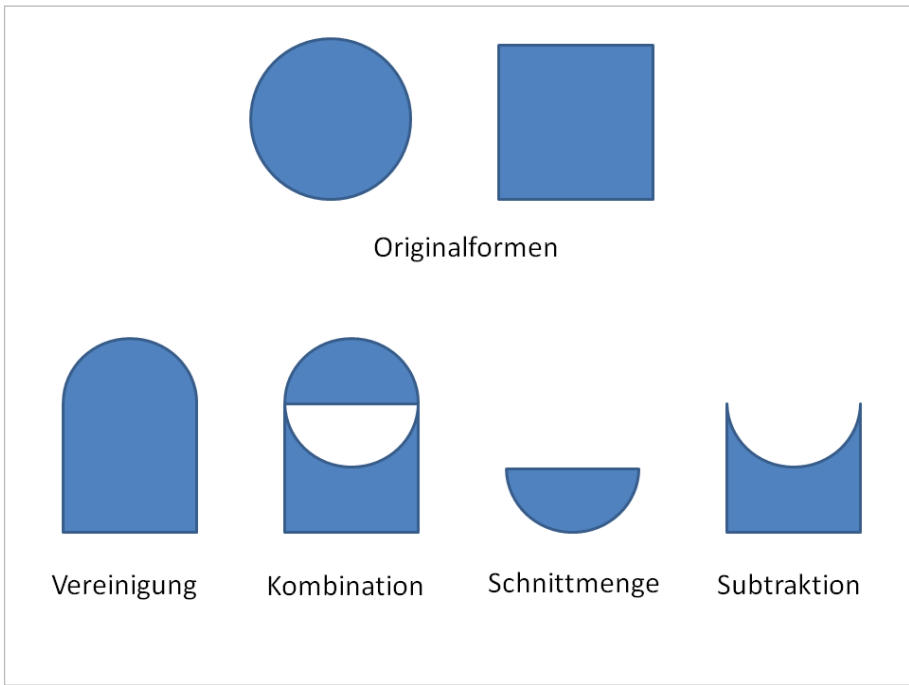 Originalformen
Vereinigung
Kombination
Schnittmenge
Subtraktion